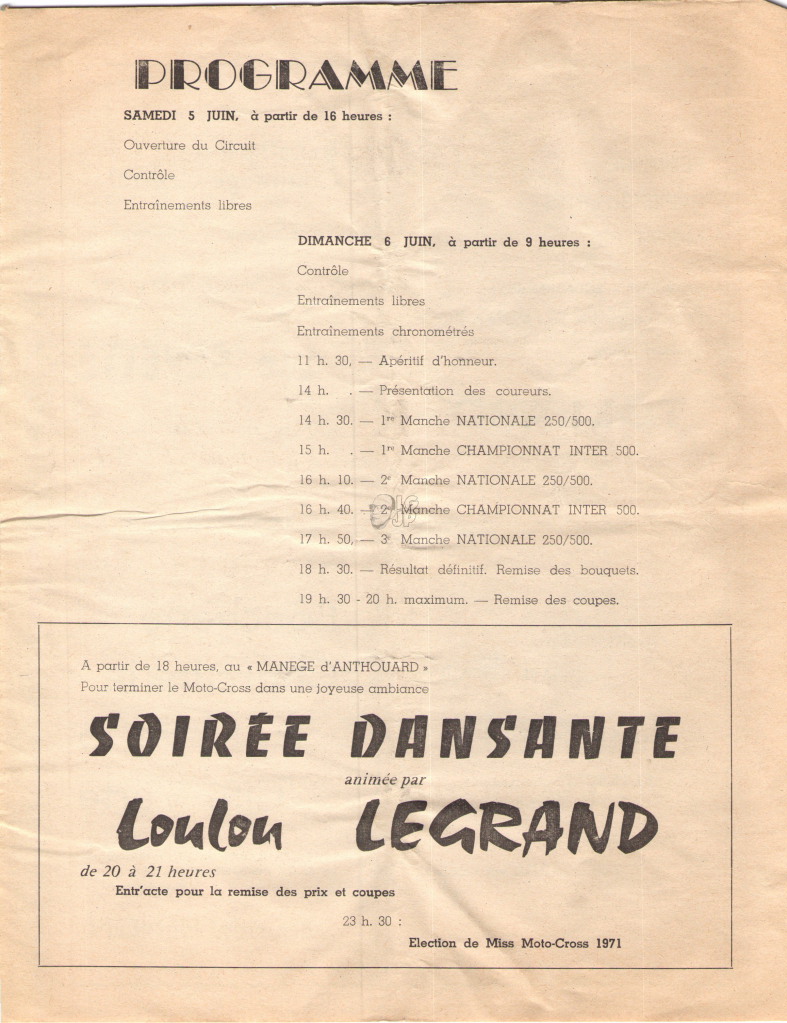 PROGRAMME
SAMEDI 5 JUIN, à partir de 16 heures :
Ouverture du Circuit
Contrôle
Entraînements libres
DIMANCHE 6 JUIN, à partir de 9 heures :
Contrôle
Entraînements libres
Entraînements chronométrés
11 h. 30, — Apéritif d'honneur.
14 h. . — Présentation des coureurs.
14 h. 30. — 1re Manche NATIONALE 250/500.
15 h. . — 1re Manche CHAMPIONNAT INTER 500.
16 h. 10. — 2e Manche NATIONALE 250/500.
16 h. 40. — 2e Manche CHAMPIONNAT INTER 500.
17 h. 50, — 3e Manche NATIONALE 250/500.
18 h. 30. — Résultat définitif. Remise des bouquets.
19 h. 30 - 20 h. maximum. — Remise des coupes.
A partir de 18 heures, au « MANEGE d'ANTHOUARD »
Pour terminer le Moto-Cross dans une joyeuse ambiance
SOIRÉE DANSANTE
animée par
Loulou LEGRAND
de 20 à 21 heures
Entr'acte pour la remise des prix et coupes
23 h. 30 :
Election de Miss Moto-Cross 1971